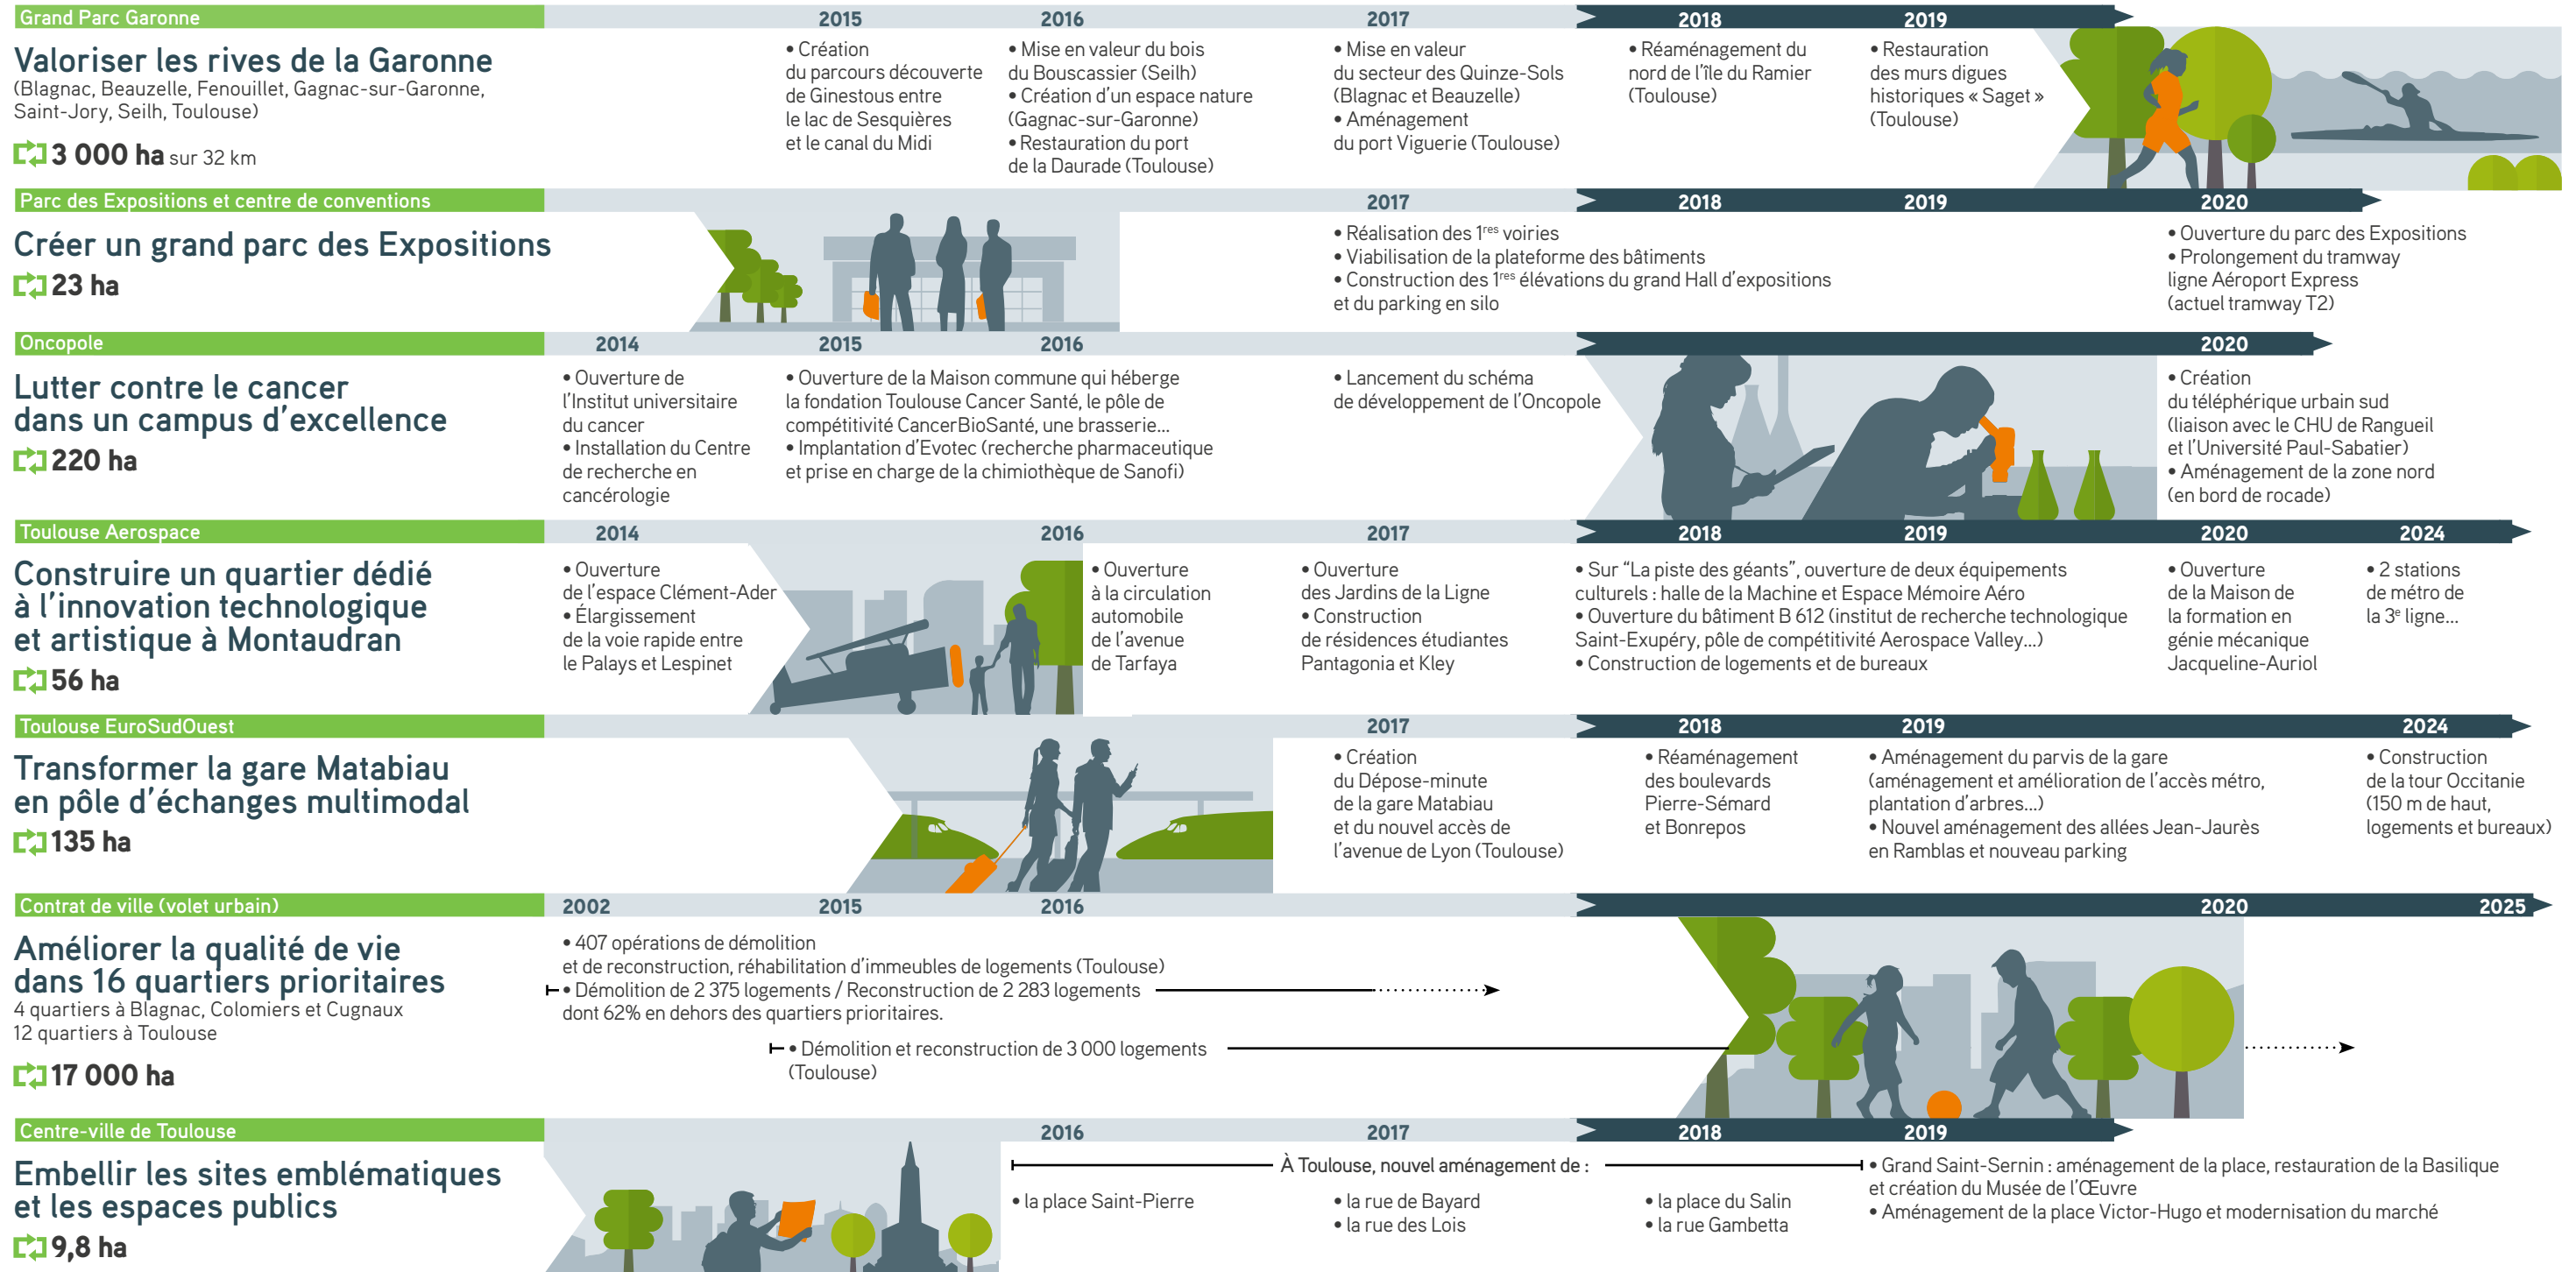 Grand Parc Garonne
2015 2016 2017 2018 2019
Valoriser les rives de la Garonne
(Blagnac, Beauzelle, Fenouillet, Gagnac-sur-Garonne,
Saint-Jory, Seilh, Toulouse)
3 000 ha sur 32 km
• Création
du parcours découverte
de Ginestous entre
le lac de Sesquières
et le canal du Midi
• Mise en valeur du bois
du Bouscassier (Seilh)
• Création d’un espace nature
(Gagnac-sur-Garonne)
• Restauration du port
de la Daurade (Toulouse)
• Mise en valeur
du secteur des Quinze-Sols
(Blagnac et Beauzelle)
• Aménagement
du port Viguerie (Toulouse)
• Réaménagement du
nord de l’île du Ramier
(Toulouse)
• Restauration
des murs digues
historiques « Saget »
(Toulouse)
Parc des Expositions et centre de conventions
2017 2018 2019 2020
Créer un grand parc des Expositions
23 ha
• Réalisation des 1res voiries
• Viabilisation de la plateforme des bâtiments
• Construction des 1res élévations du grand Hall d’expositions
et du parking en silo
• Ouverture du parc des Expositions
• Prolongement du tramway
ligne Aéroport Express
(actuel tramway T2)
Oncopole
2014 2015 2016 2020
Lutter contre le cancer
dans un campus d’excellence
220 ha
• Ouverture de
l’Institut universitaire
du cancer
• Installation du Centre
de recherche en
cancérologie
• Ouverture de la Maison commune qui héberge
la fondation Toulouse Cancer Santé, le pôle de
compétitivité CancerBioSanté, une brasserie...
• Implantation d’Evotec (recherche pharmaceutique
et prise en charge de la chimiothèque de Sanofi)
• Lancement du schéma
de développement de l’Oncopole
• Création
du téléphérique urbain sud
(liaison avec le CHU de Rangueil
et l’Université Paul-Sabatier)
• Aménagement de la zone nord
(en bord de rocade)
Toulouse Aerospace
2014 2016 2017 2018 2019 2020 2024
Construire un quartier dédié
à l’innovation technologique
et artistique à Montaudran
56 ha
• Ouverture
de l’espace Clément-Ader
• Élargissement
de la voie rapide entre
le Palays et Lespinet
• Ouverture
à la circulation
automobile
de l’avenue
de Tarfaya
• Ouverture
des Jardins de la Ligne
• Construction
de résidences étudiantes
Pantagonia et Kley
• Sur “La piste des géants”, ouverture de deux équipements
culturels : halle de la Machine et Espace Mémoire Aéro
• Ouverture du bâtiment B 612 (institut de recherche technologique
Saint-Exupéry, pôle de compétitivité Aerospace Valley...)
• Construction de logements et de bureaux
• Ouverture
de la Maison de
la formation en
génie mécanique
Jacqueline-Auriol
• 2 stations
de métro de
la 3e ligne...
Toulouse EuroSudOuest
2017 2018 2019 2024
Transformer la gare Matabiau
en pôle d’échanges multimodal
135 ha
• Création
du Dépose-minute
de la gare Matabiau
et du nouvel accès de
l’avenue de Lyon (Toulouse)
• Réaménagement
des boulevards
Pierre-Sémard
et Bonrepos
• Aménagement du parvis de la gare
(aménagement et amélioration de l’accès métro,
plantation d’arbres...)
• Nouvel aménagement des allées Jean-Jaurès
en Ramblas et nouveau parking
• Construction
de la tour Occitanie
(150 m de haut,
logements et bureaux)
Contrat de ville (volet urbain)
2002 2015 2016 2020 2025
Améliorer la qualité de vie
dans 16 quartiers prioritaires
4 quartiers à Blagnac, Colomiers et Cugnaux
12 quartiers à Toulouse
17 000 ha
• 407 opérations de démolition
et de reconstruction, réhabilitation d’immeubles de logements (Toulouse)
• Démolition de 2 375 logements / Reconstruction de 2 283 logements
dont 62% en dehors des quartiers prioritaires.
• Démolition et reconstruction de 3 000 logements
(Toulouse)
Centre-ville de Toulouse
2016 2017 2018 2019
Embellir les sites emblématiques
et les espaces publics
9,8 ha
À Toulouse, nouvel aménagement de :
• la place Saint-Pierre
• la rue de Bayard
• la rue des Lois
• la place du Salin
• la rue Gambetta
• Grand Saint-Sernin : aménagement de la place, restauration de la Basilique
et création du Musée de l’Œuvre
• Aménagement de la place Victor-Hugo et modernisation du marché